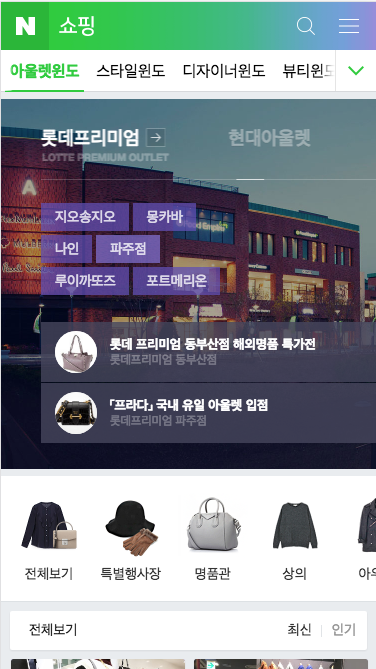 N 쇼핑
아울렛윈도 스타일윈도 디자이너윈도 뷰티윈도
롯데프리미엄 현대아울렛
LOTTE PREMIUM OUTLET
지오송지오 몽카바
나인 파주점
루이까또즈 포트메리온
롯데 프리미엄 동부산점 해외명품 특가전
롯데프리미엄 동부산점
「프라다」 국내 유일 아울렛 입점
롯데프리미엄 파주점
전체보기 특별행사장 명품관 상의 아우
전체보기 최신 인기